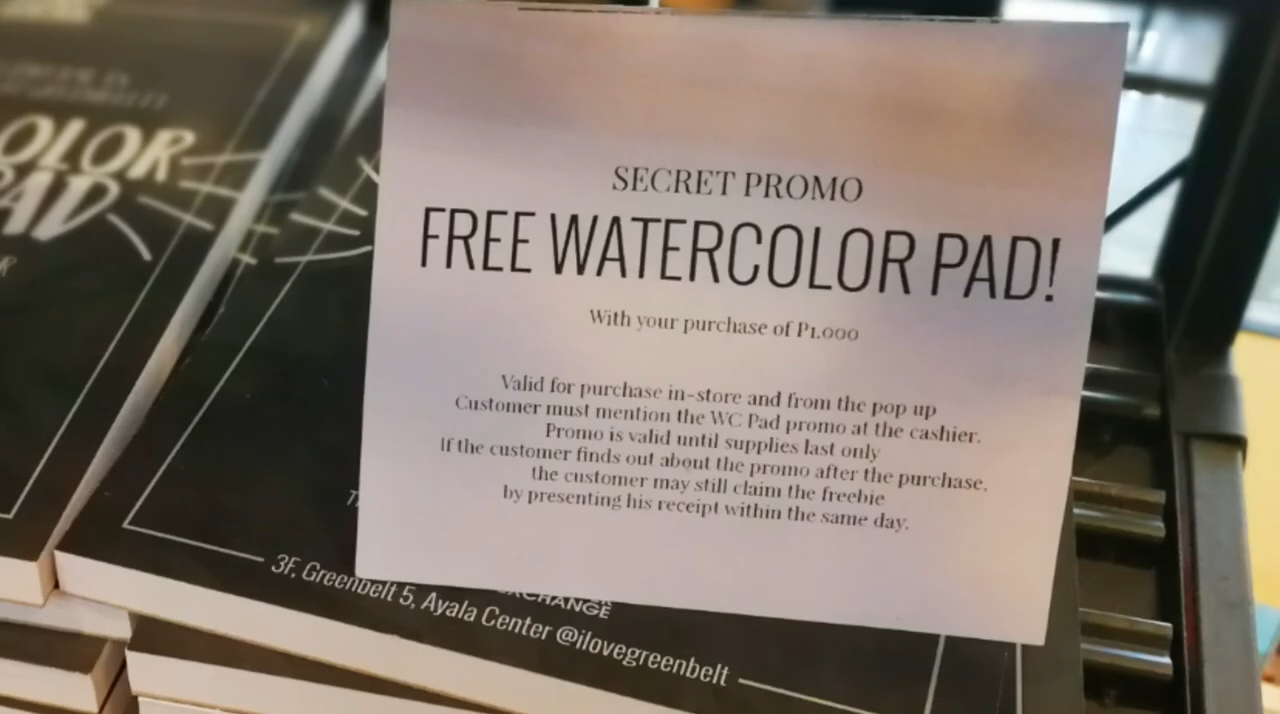 SECRET PROMO
FREE WATERCOLOR PAD!
With your purchase of P1,000
Valid for purchase in-store and from the pop up
Customer must mention the WC Pad promo at the cashier.
Promo is valid until supplies last only
If the customer finds out about the promo after the purchase,
the customer may still claim the freebie
by presenting his receipt within the same day.
OLOR
PAD
CHANGE
3F, Greenbelt 5, Ayala Center @ilovegreenbelt